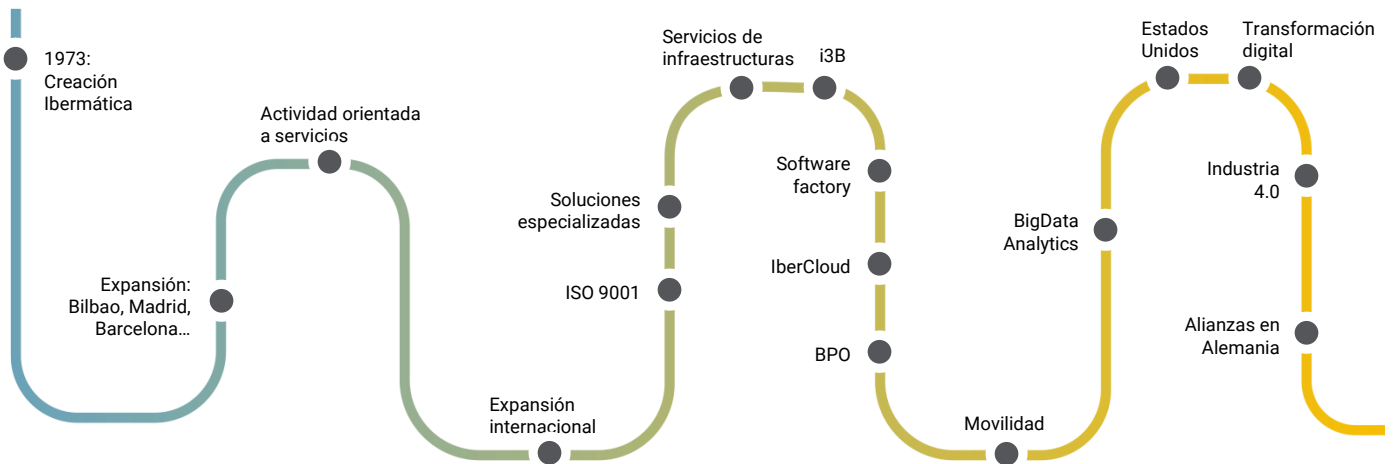 1973:
Creación
Ibermática
Expansión:
Bilbao, Madrid,
Barcelona…
Actividad orientada
a servicios
Expansión
internacional
ISO 9001
Soluciones
especializadas
Servicios de
infraestructuras
i3B
Software
factory
IberCloud
BPO
Movilidad
BigData
Analytics
Estados
Unidos
Transformación
digital
Industria
4.0
Alianzas en
Alemania